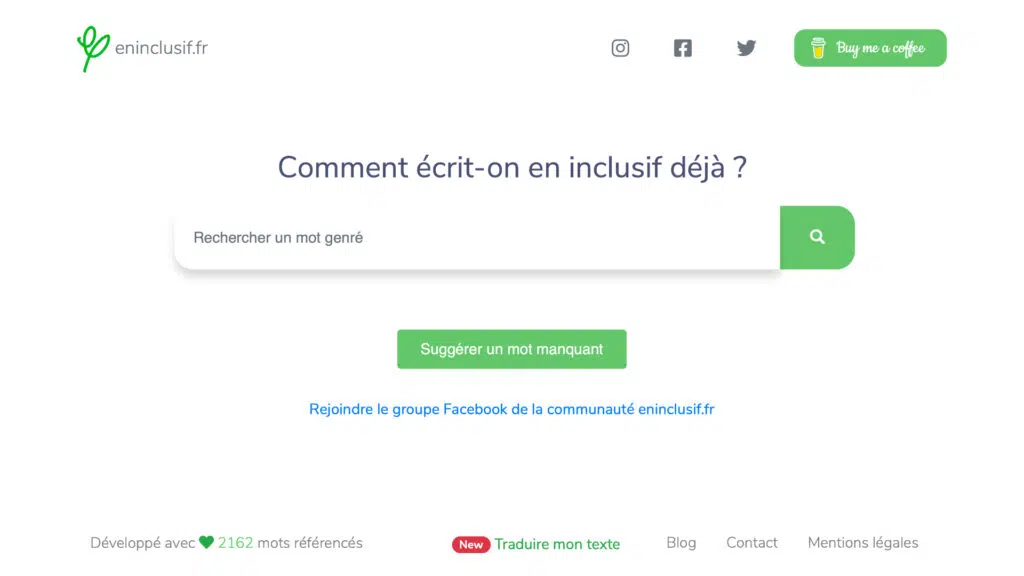 eninclusif.fr
Buy me a coffee
Comment écrit-on en inclusif déjà ?
Rechercher un mot genré
Suggérer un mot manquant
Rejoindre le groupe Facebook de la communauté eninclusif.fr
Développé avec 2162 mots référencés
New Traduire mon texte
Blog
Contact
Mentions légales